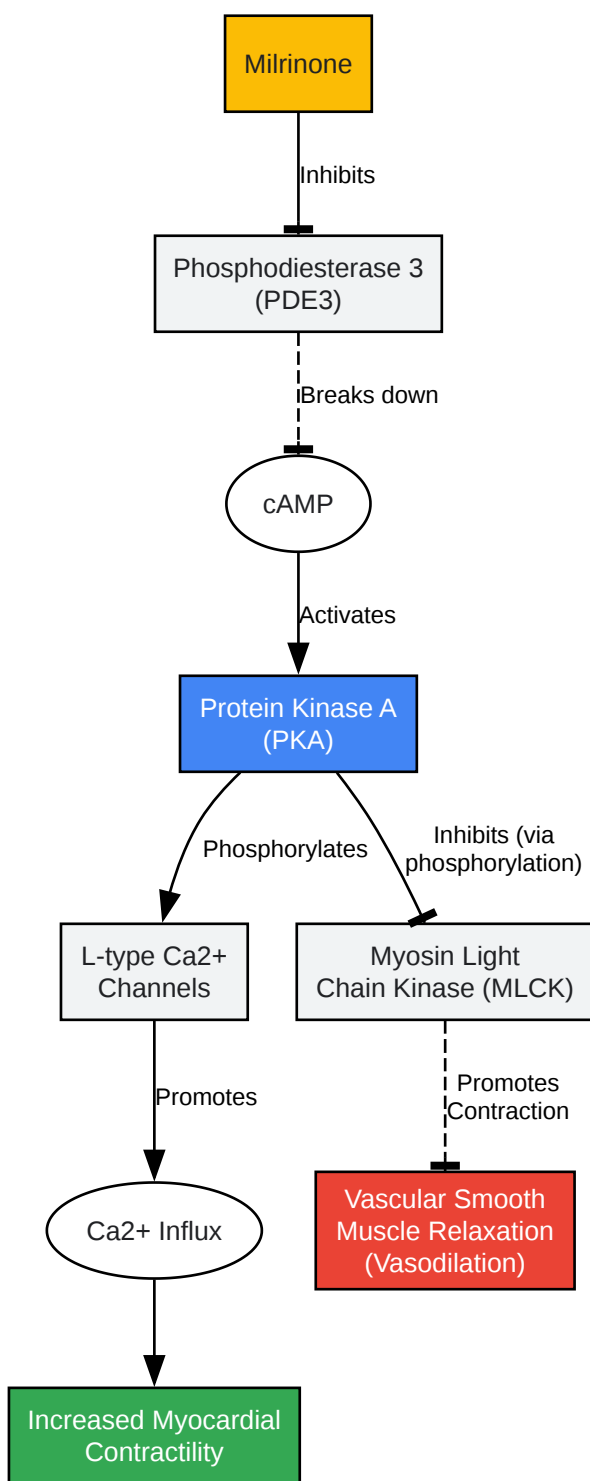 Milrinone
Inhibits
Phosphodiesterase 3
(PDE3)
Breaks down
cAMP
Activates
Protein Kinase A
(PKA)
Phosphorylates
Inhibits (via
phosphorylation)
L-type Ca2+
Channels
Myosin Light
Chain Kinase (MLCK)
Promotes
Promotes
Contraction
Ca2+ Influx
Vascular Smooth
Muscle Relaxation
(Vasodilation)
Increased Myocardial
Contractility